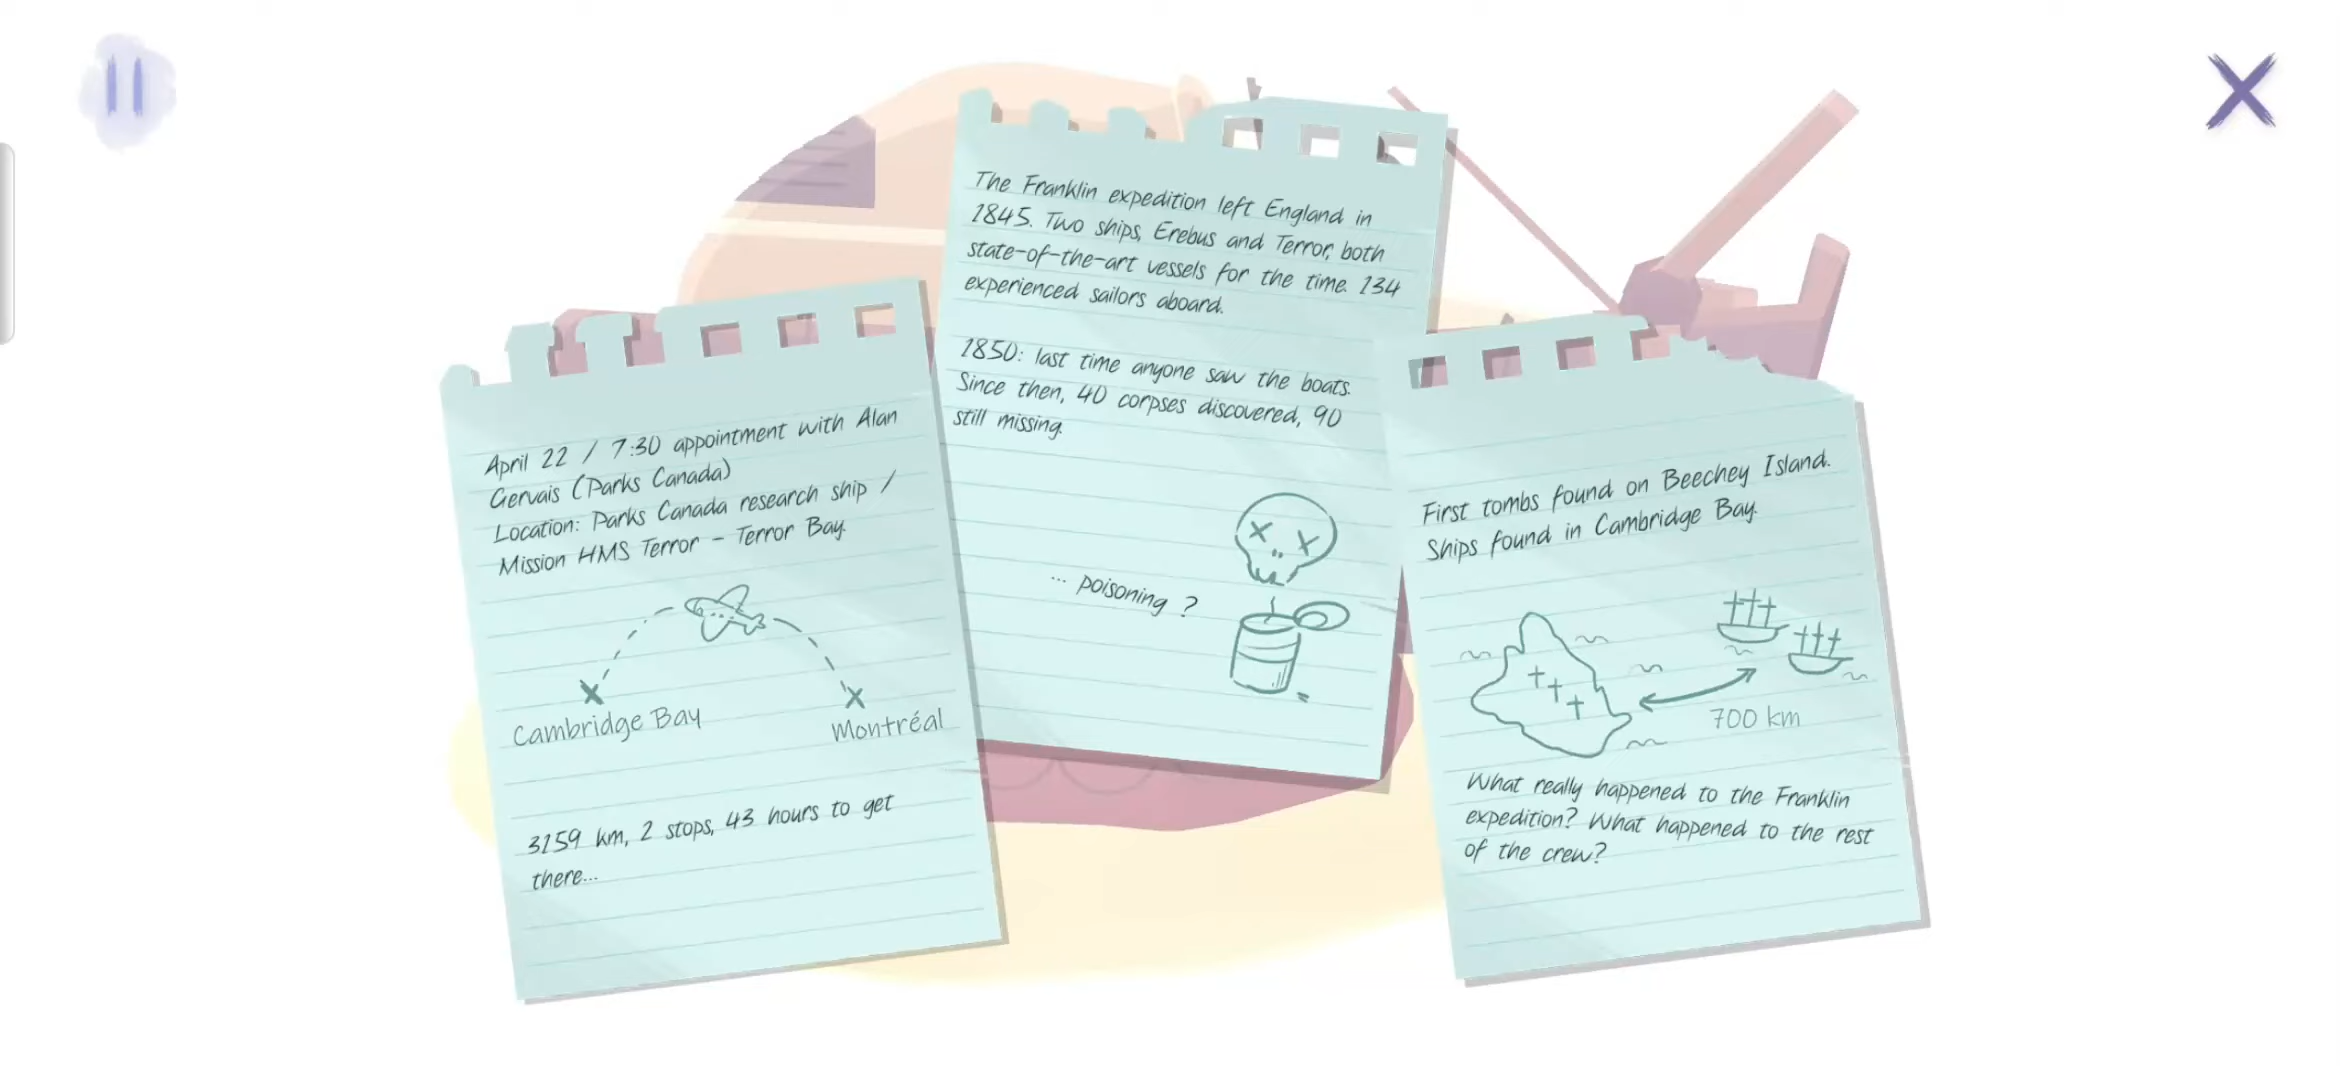 April 22 / 7:30 appointment with Alan
Gervais (Parks Canada)
Location: Parks Canada research ship /
Mission HMS Terror - Terror Bay.
Cambridge Bay
Montréal
3159 km, 2 stops, 43 hours to get
there...
The Franklin expedition left England in
1845. Two ships, Erebus and Terror, both
state-of-the-art vessels for the time. 134
experienced sailors aboard.
1850: last time anyone saw the boats.
Since then, 40 corpses discovered, 90
still missing.
... poisoning ?
First tombs found on Beechey Island.
Ships found in Cambridge Bay.
700 km
What really happened to the Franklin
expedition? What happened to the rest
of the crew?